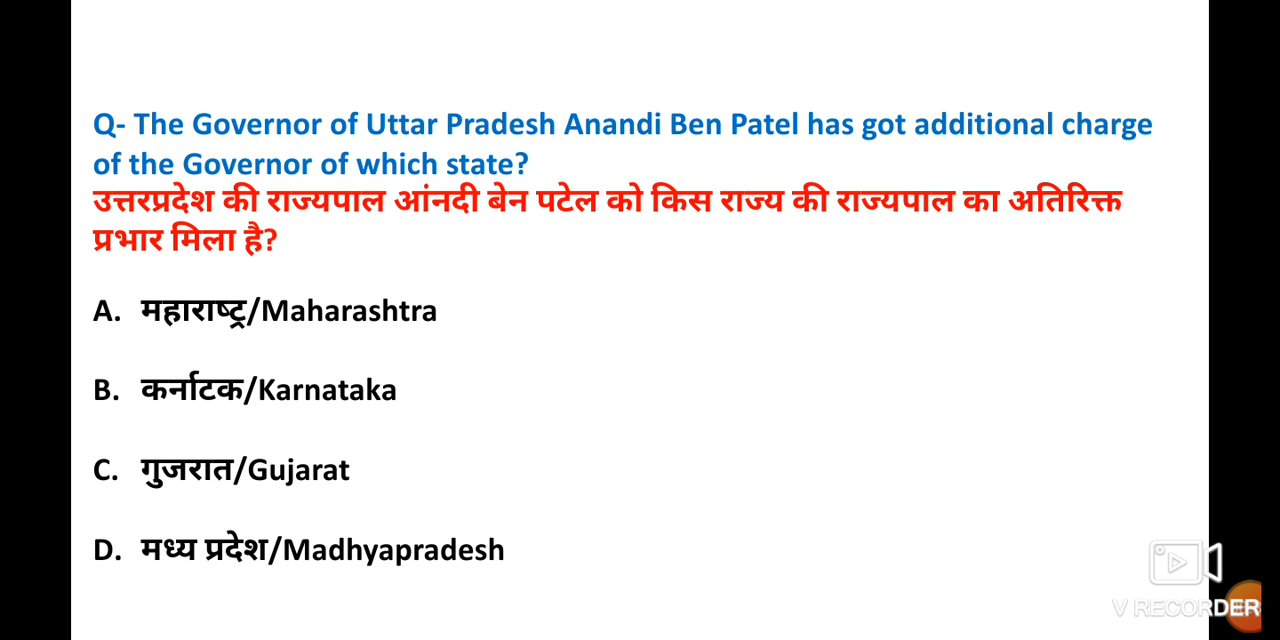 Q- The Governor of Uttar Pradesh Anandi Ben Patel has got additional charge
of the Governor of which state?
उत्तरप्रदेश की राज्यपाल आंनदी बेन पटेल को किस राज्य की राज्यपाल का अतिरिक्त
प्रभार मिला है?
A. महाराष्ट्र/Maharashtra
B. कर्नाटक/Karnataka
C. गुजरात/Gujarat
D. मध्य प्रदेश/Madhyapradesh
V RECORDER